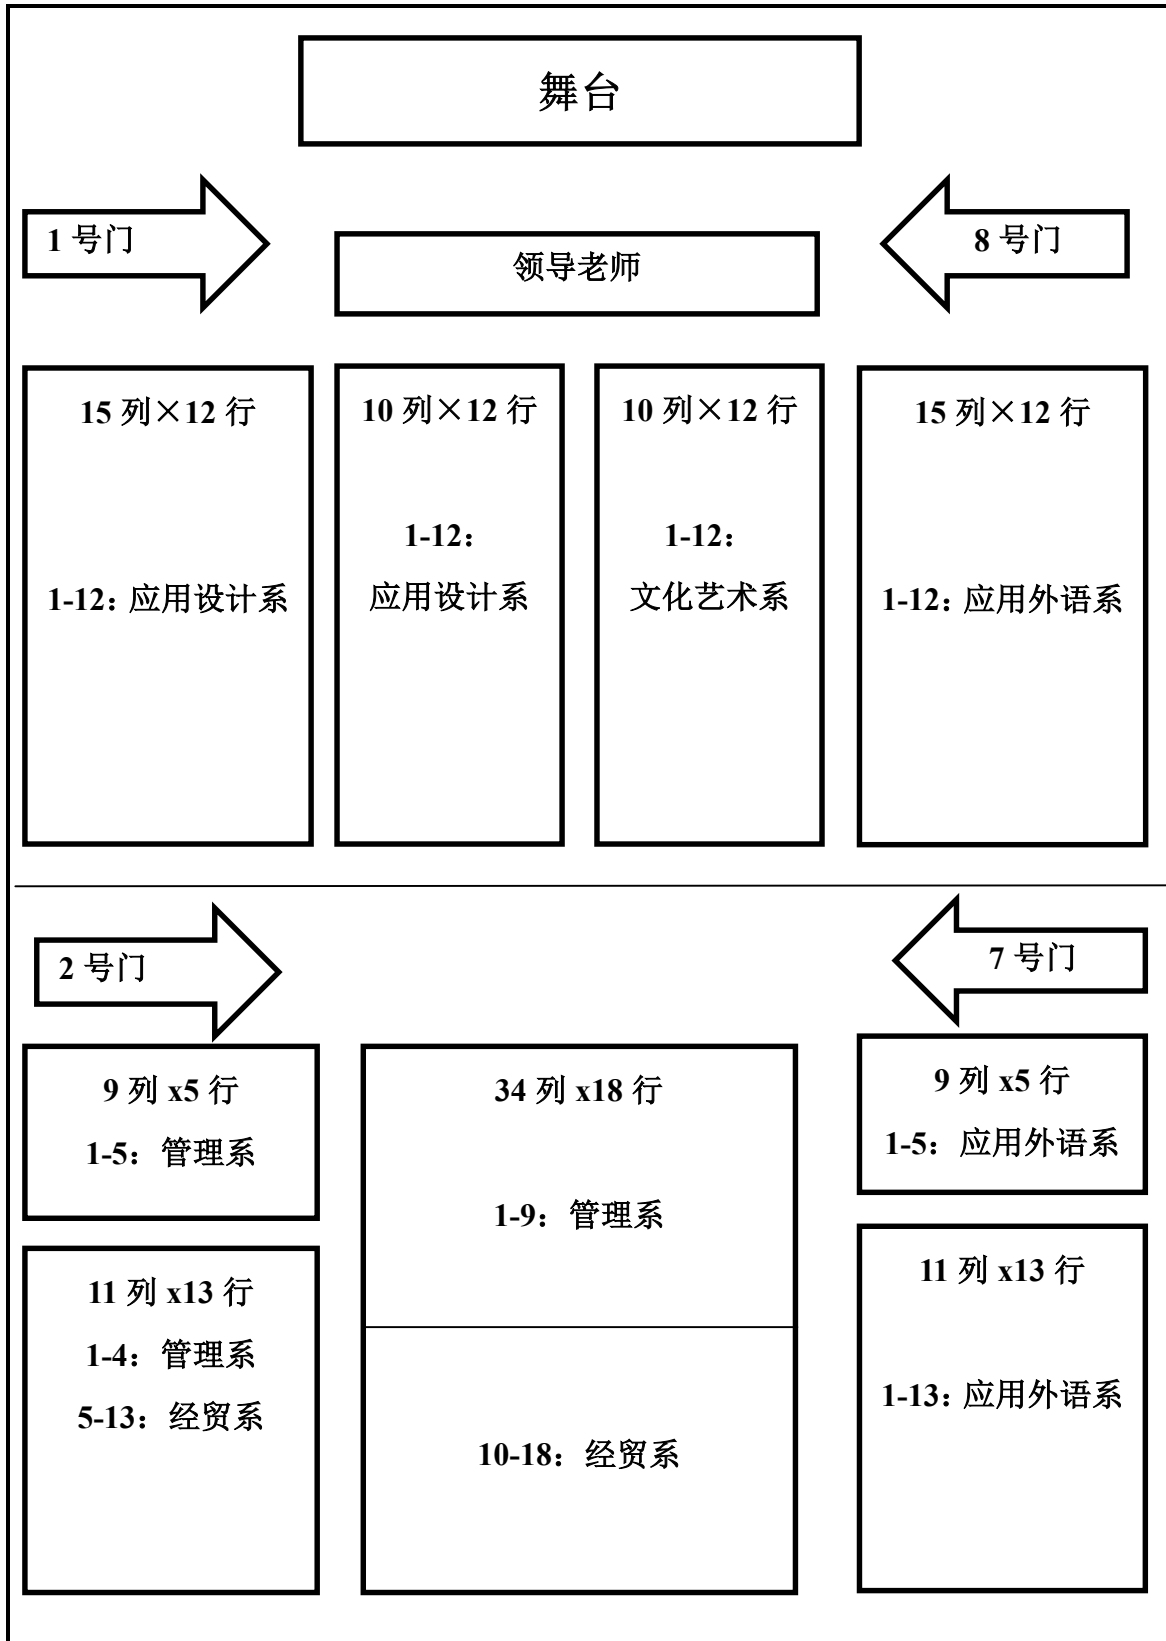 舞台
1 号门
8 号门
领导老师
15 列×12 行
1-12：应用设计系
10 列×12 行
1-12：
应用设计系
10 列×12 行
1-12：
文化艺术系
15 列×12 行
1-12：应用外语系
2 号门
7 号门
9 列 x5 行
1-5：管理系
34 列 x18 行
1-9：管理系
10-18：经贸系
9 列 x5 行
1-5：应用外语系
11 列 x13 行
1-4：管理系
5-13：经贸系
11 列 x13 行
1-13：应用外语系